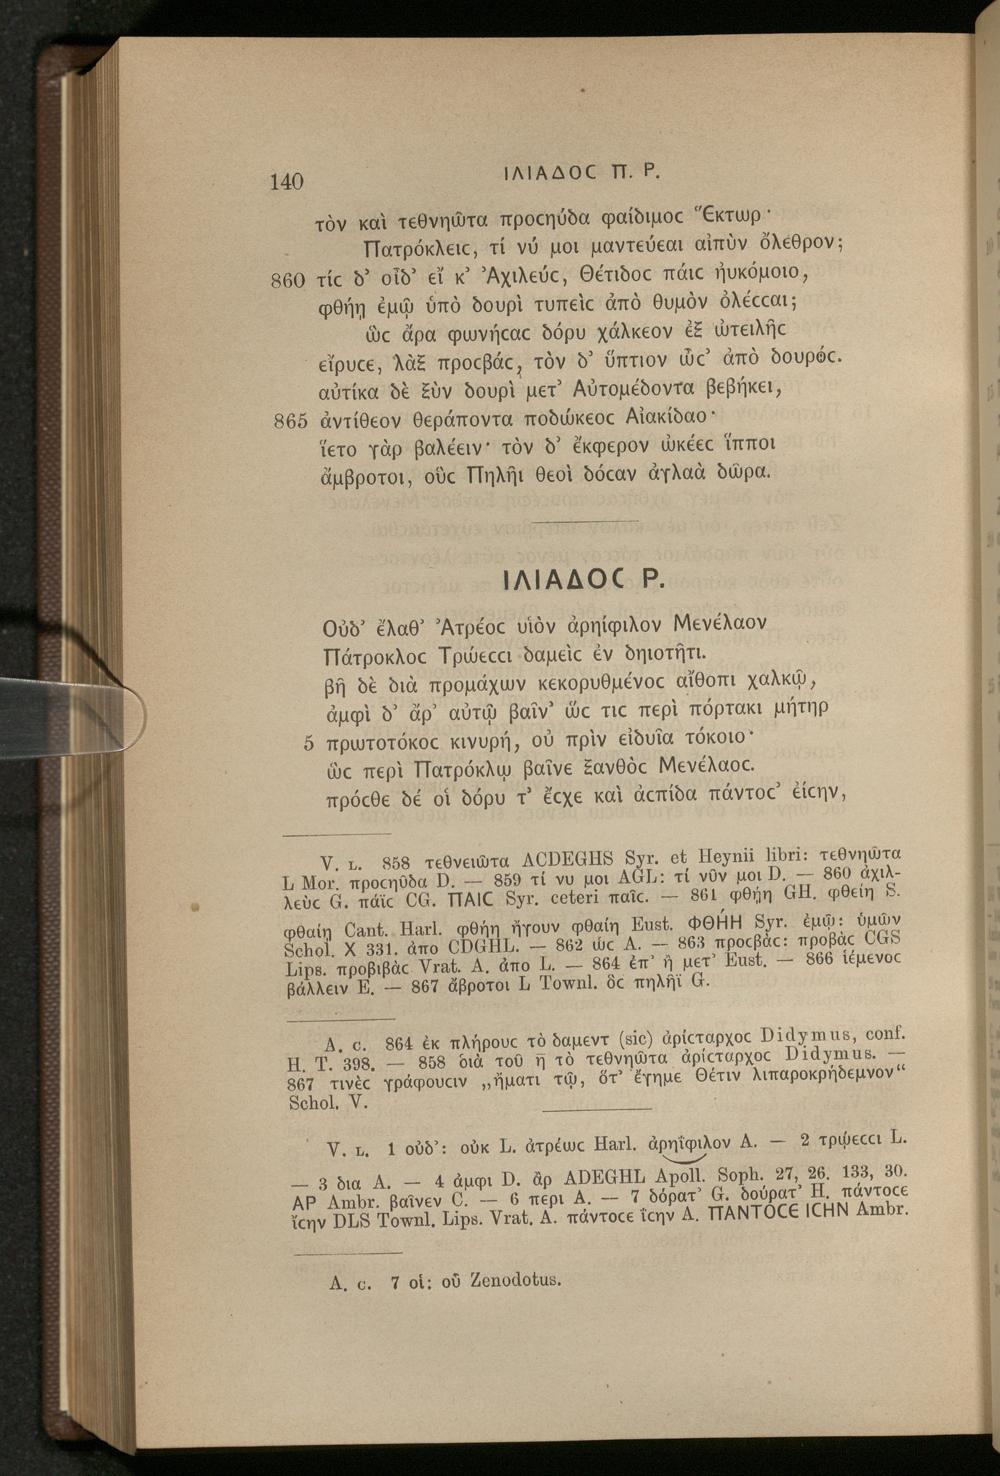 140 ΙΛΙΑΔΟϹ Π. Ρ.
τὸν καὶ τεθνηῶτα προϲηύδα φαίδιμοϲ Ἕκτωρ·
Πατρόκλειϲ, τί νύ μοι μαντεύεαι αἰπὺν ὄλεθρον;
860 τίϲ δ’ οἶδ’ εἴ κ’ Ἀχιλεύϲ, Θέτιδοϲ πάιϲ ἠυκόμοιο,
φθήῃ ἐμῷ ὑπὸ δουρὶ τυπεὶϲ ἀπὸ θυμὸν ὀλέϲϲαι;
ὣϲ ἄρα φωνήϲαϲ δόρυ χάλκεον ἐξ ὠτειλῆϲ
εἴρυϲε, λὰξ προϲβάϲ, τὸν δ’ ὕπτιον ὦϲ’ ἀπὸ δουρόϲ.
αὐτίκα δὲ ξὺν δουρὶ μετ’ Αὐτομέδοντα βεβήκει,
865 ἀντίθεον θεράποντα ποδώκεοϲ Αἰακίδαο·
ἵετο γὰρ βαλέειν· τὸν δ’ ἔκφερον ὠκέεϲ ἵπποι
ἄμβροτοι, οὓϲ Πηλῆι θεοὶ δόϲαν ἀγλαὰ δῶρα.
ΙΛΙΑΔΟϹ Ρ.
Οὐδ’ ἔλαθ’ Ἀτρέοϲ υἱὸν ἀρηίφιλον Μενέλαον
Πάτροκλοϲ Τρώεϲϲι δαμεὶϲ ἐν δηιοτῆτι.
βῆ δὲ διὰ προμάχων κεκορυθμένοϲ αἴθοπι χαλκῷ,
ἀμφὶ δ’ ἄρ’ αὐτῷ βαῖν’ ὥϲ τιϲ περὶ πόρτακι μήτηρ
5 πρωτοτόκοϲ κινυρή, οὐ πρὶν εἰδυῖα τόκοιο·
ὣϲ περὶ Πατρόκλῳ βαῖνε ξανθὸϲ Μενέλαοϲ.
πρόϲθε δέ οἱ δόρυ τ’ ἔϲχε καὶ ἀϲπίδα πάντοϲ’ ἐίϲην,
V. L. 858 τεθνειῶτα ACDEGHS Syr. et Heynii libri: τεθνηῶτα
L Mor. προϲηῦδα D. — 859 τί νυ μοι AGL: τί νῦν μοι D. — 860 ἀχιλ-
λεὺϲ G. πάϊϲ CG. ΠΑΙϹ Syr. ceteri παῖϲ. — 861 φθήῃ GH. φθείη S.
φθαίη Cant. Harl. φθήη ἤγουν φθαίη Eust. ΦΘΉΗ Syr. ἐμῷ: ὑμῶν
Schol. X 331. ἀπο CDGHL. — 862 ὡϲ A. — 863 προϲβὰϲ: προβὰϲ CGS
Lips. προβιβὰϲ Vrat. A. ἀπο L. — 864 ἐπ’ ἢ μετ’ Eust. — 866 ἱέμενοϲ
βάλλειν E. — 867 ἄβροτοι L Townl. ὃϲ πηλῆϊ G.
A. c. 864 ἐκ πλήρουϲ τὸ δαμεντ (sic) ἀρίϲταρχοϲ Didymus, conf.
H. T. 398. — 858 διὰ τοῦ η̄ τὸ τεθνηῶτα ἀρίϲταρχοϲ Didymus. —
867 τινὲϲ γράφουϲιν „ἤματι τῷ, ὅτ’ ἔγημε Θέτιν λιπαροκρήδεμνον“
Schol. V.
V. L. 1 οὐδ’: οὐκ L. ἀτρέωϲ Harl. ἀρηΐφιλον A. — 2 τρῴεϲϲι L.
— 3 δια A. — 4 ἀμφι D. ἂρ ADEGHL Apoll. Soph. 27, 26. 133, 30.
ΑΡ Ambr. βαῖνεν C. — 6 περι A. — 7 δόρατ’ G. δούρατ’ H. πάντοϲε
ἴϲην DLS Townl. Lips. Vrat. A. πάντοϲε ΐϲην A. ΠΑΝΤΌϹΕ ΙϹΗΝ Ambr.
A. c. 7 οἱ: οὗ Zenodotus.